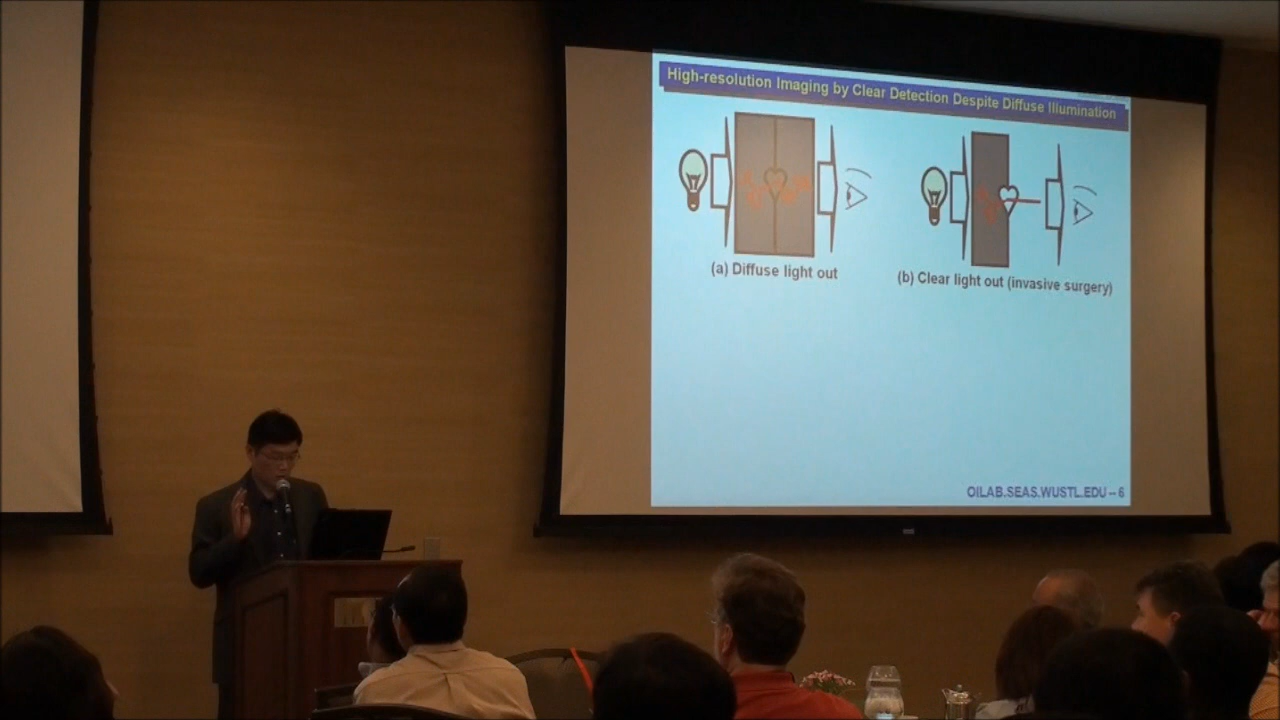 High-resolution Imaging by Clear Detection Despite Diffuse Illumination
(a) Diffuse light out
(b) Clear light out (invasive surgery)
OILAB.SEAS.WUSTL.EDU – 6